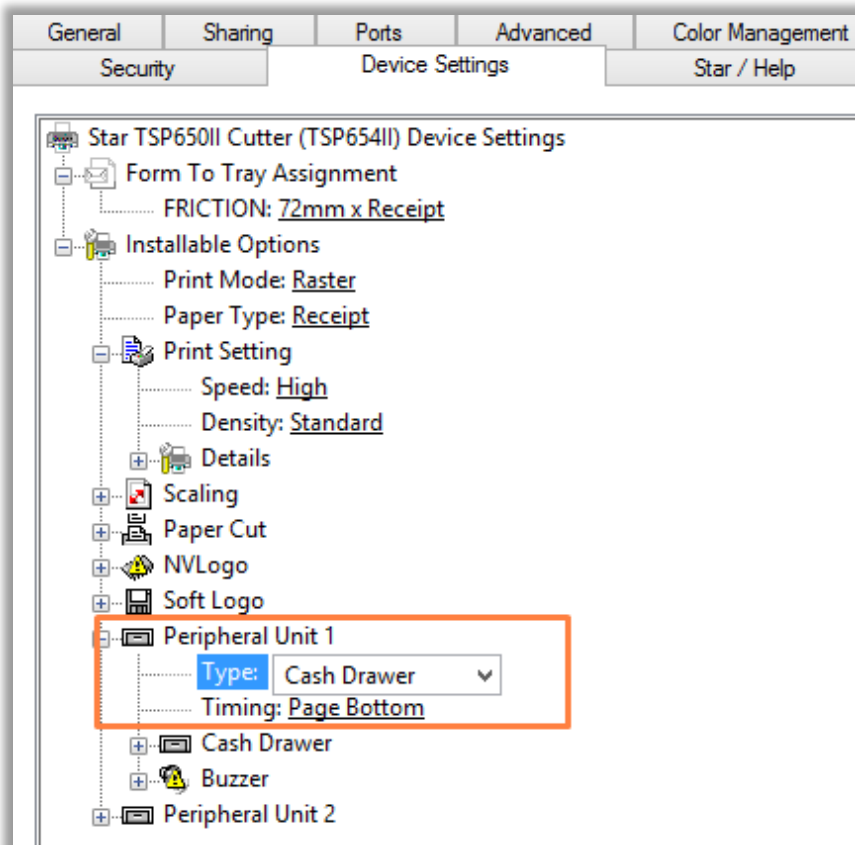 General Sharing Ports Advanced Color Management
Security Device Settings Star / Help
Star TSP650II Cutter (TSP654II) Device Settings
Form To Tray Assignment
FRICTION: 72mm x Receipt
Installable Options
Print Mode: Raster
Paper Type: Receipt
Print Setting
Speed: High
Density: Standard
Details
Scaling
Paper Cut
NVLogo
Soft Logo
Peripheral Unit 1
Type: Cash Drawer
Timing: Page Bottom
Cash Drawer
Buzzer
Peripheral Unit 2